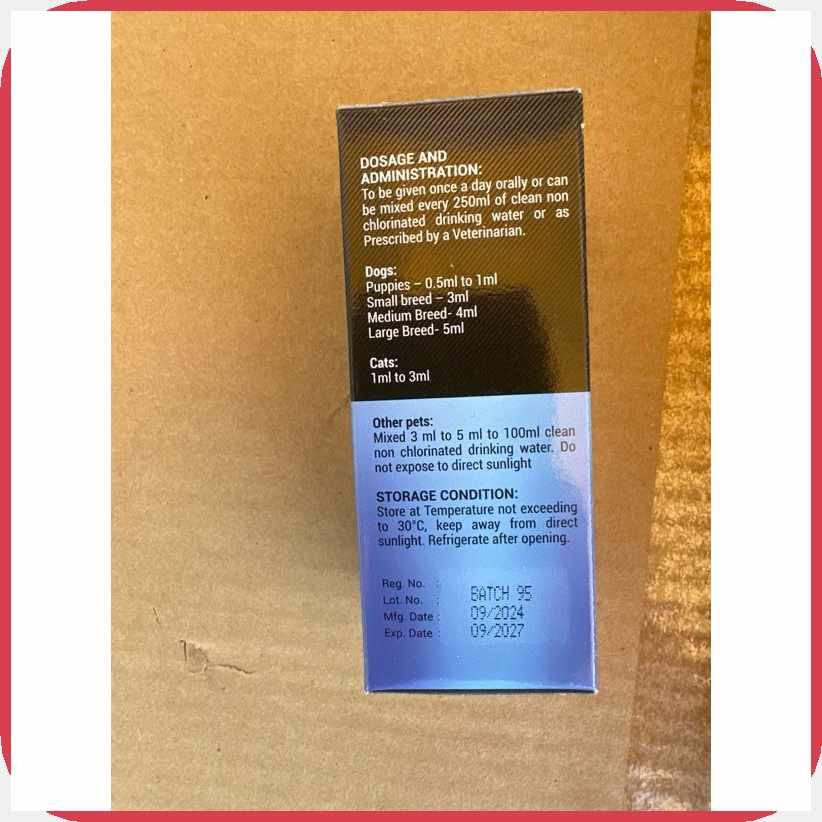 DOSAGE AND
ADMINISTRATION:
To be given once a day orally or can
be mixed every 250ml of clean non
chlorinated drinking water or as
Prescribed by a Veterinarian.
Dogs:
Puppies – 0.5ml to 1ml
Small breed – 3ml
Medium Breed- 4ml
Large Breed- 5ml
Cats:
1ml to 3ml
Other pets:
Mixed 3 ml to 5 ml to 100ml clean
non chlorinated drinking water. Do
not expose to direct sunlight
STORAGE CONDITION:
Store at Temperature not exceeding
to 30°C, keep away from direct
sunlight. Refrigerate after opening.
Reg. No. :
Lot. No. : BATCH 95
Mfg. Date : 09/2024
Exp. Date : 09/2027